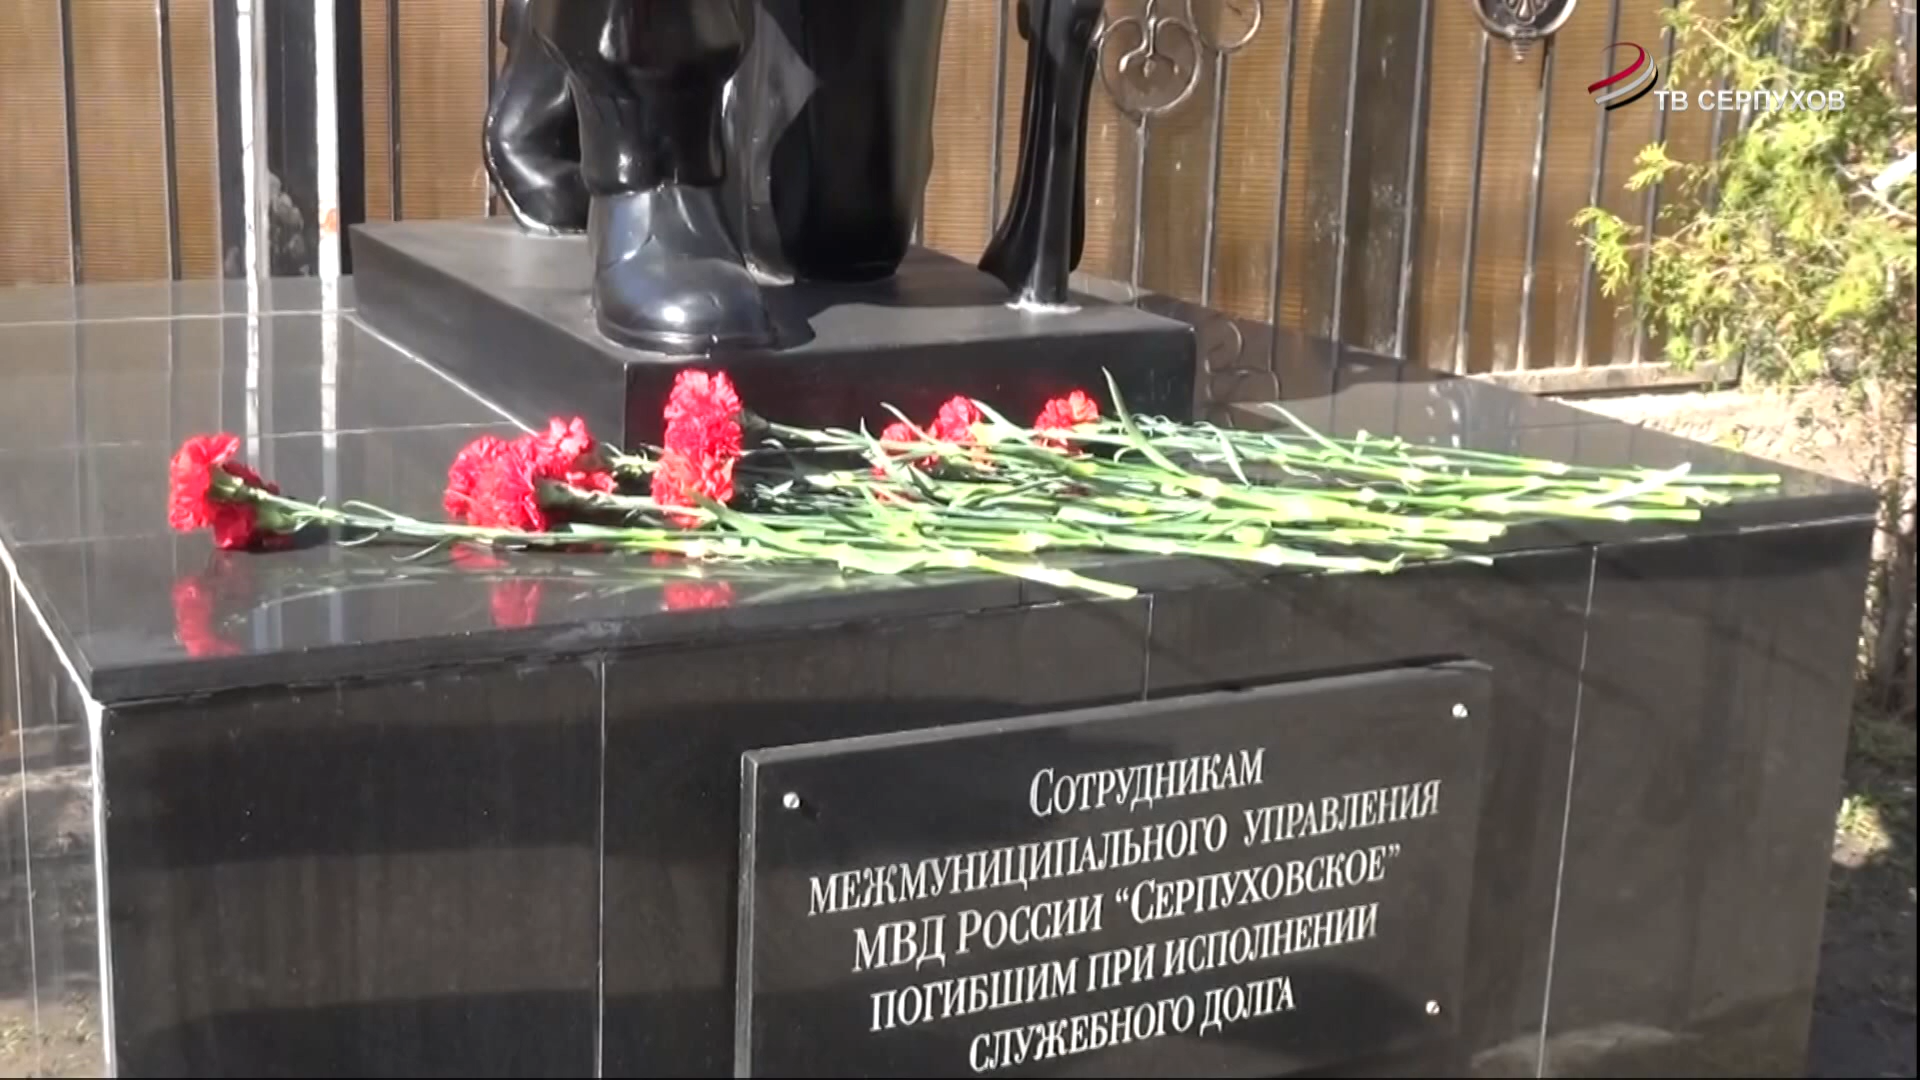 ТВ СЕРПУХОВ
СОТРУДНИКАМ
МЕЖМУНИЦИПАЛЬНОГО УПРАВЛЕНИЯ
МВД РОССИИ “СЕРПУХОВСКОЕ”
ПОГИБШИМ ПРИ ИСПОЛНЕНИИ
СЛУЖЕБНОГО ДОЛГА